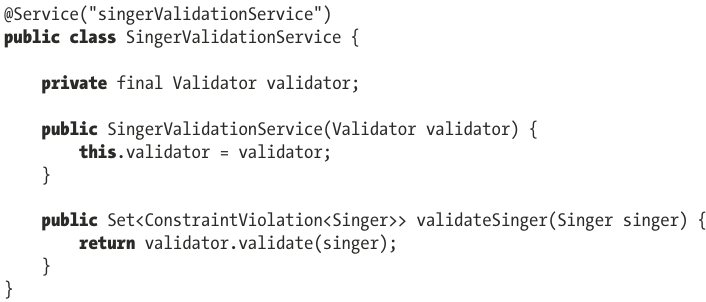 @Service("singerValidationService")
public class SingerValidationService {
    private final Validator validator;
    public SingerValidationService(Validator validator) {
        this.validator = validator;
    }
    public Set<ConstraintViolation<Singer>> validateSinger(Singer singer) {
        return validator.validate(singer);
    }
}